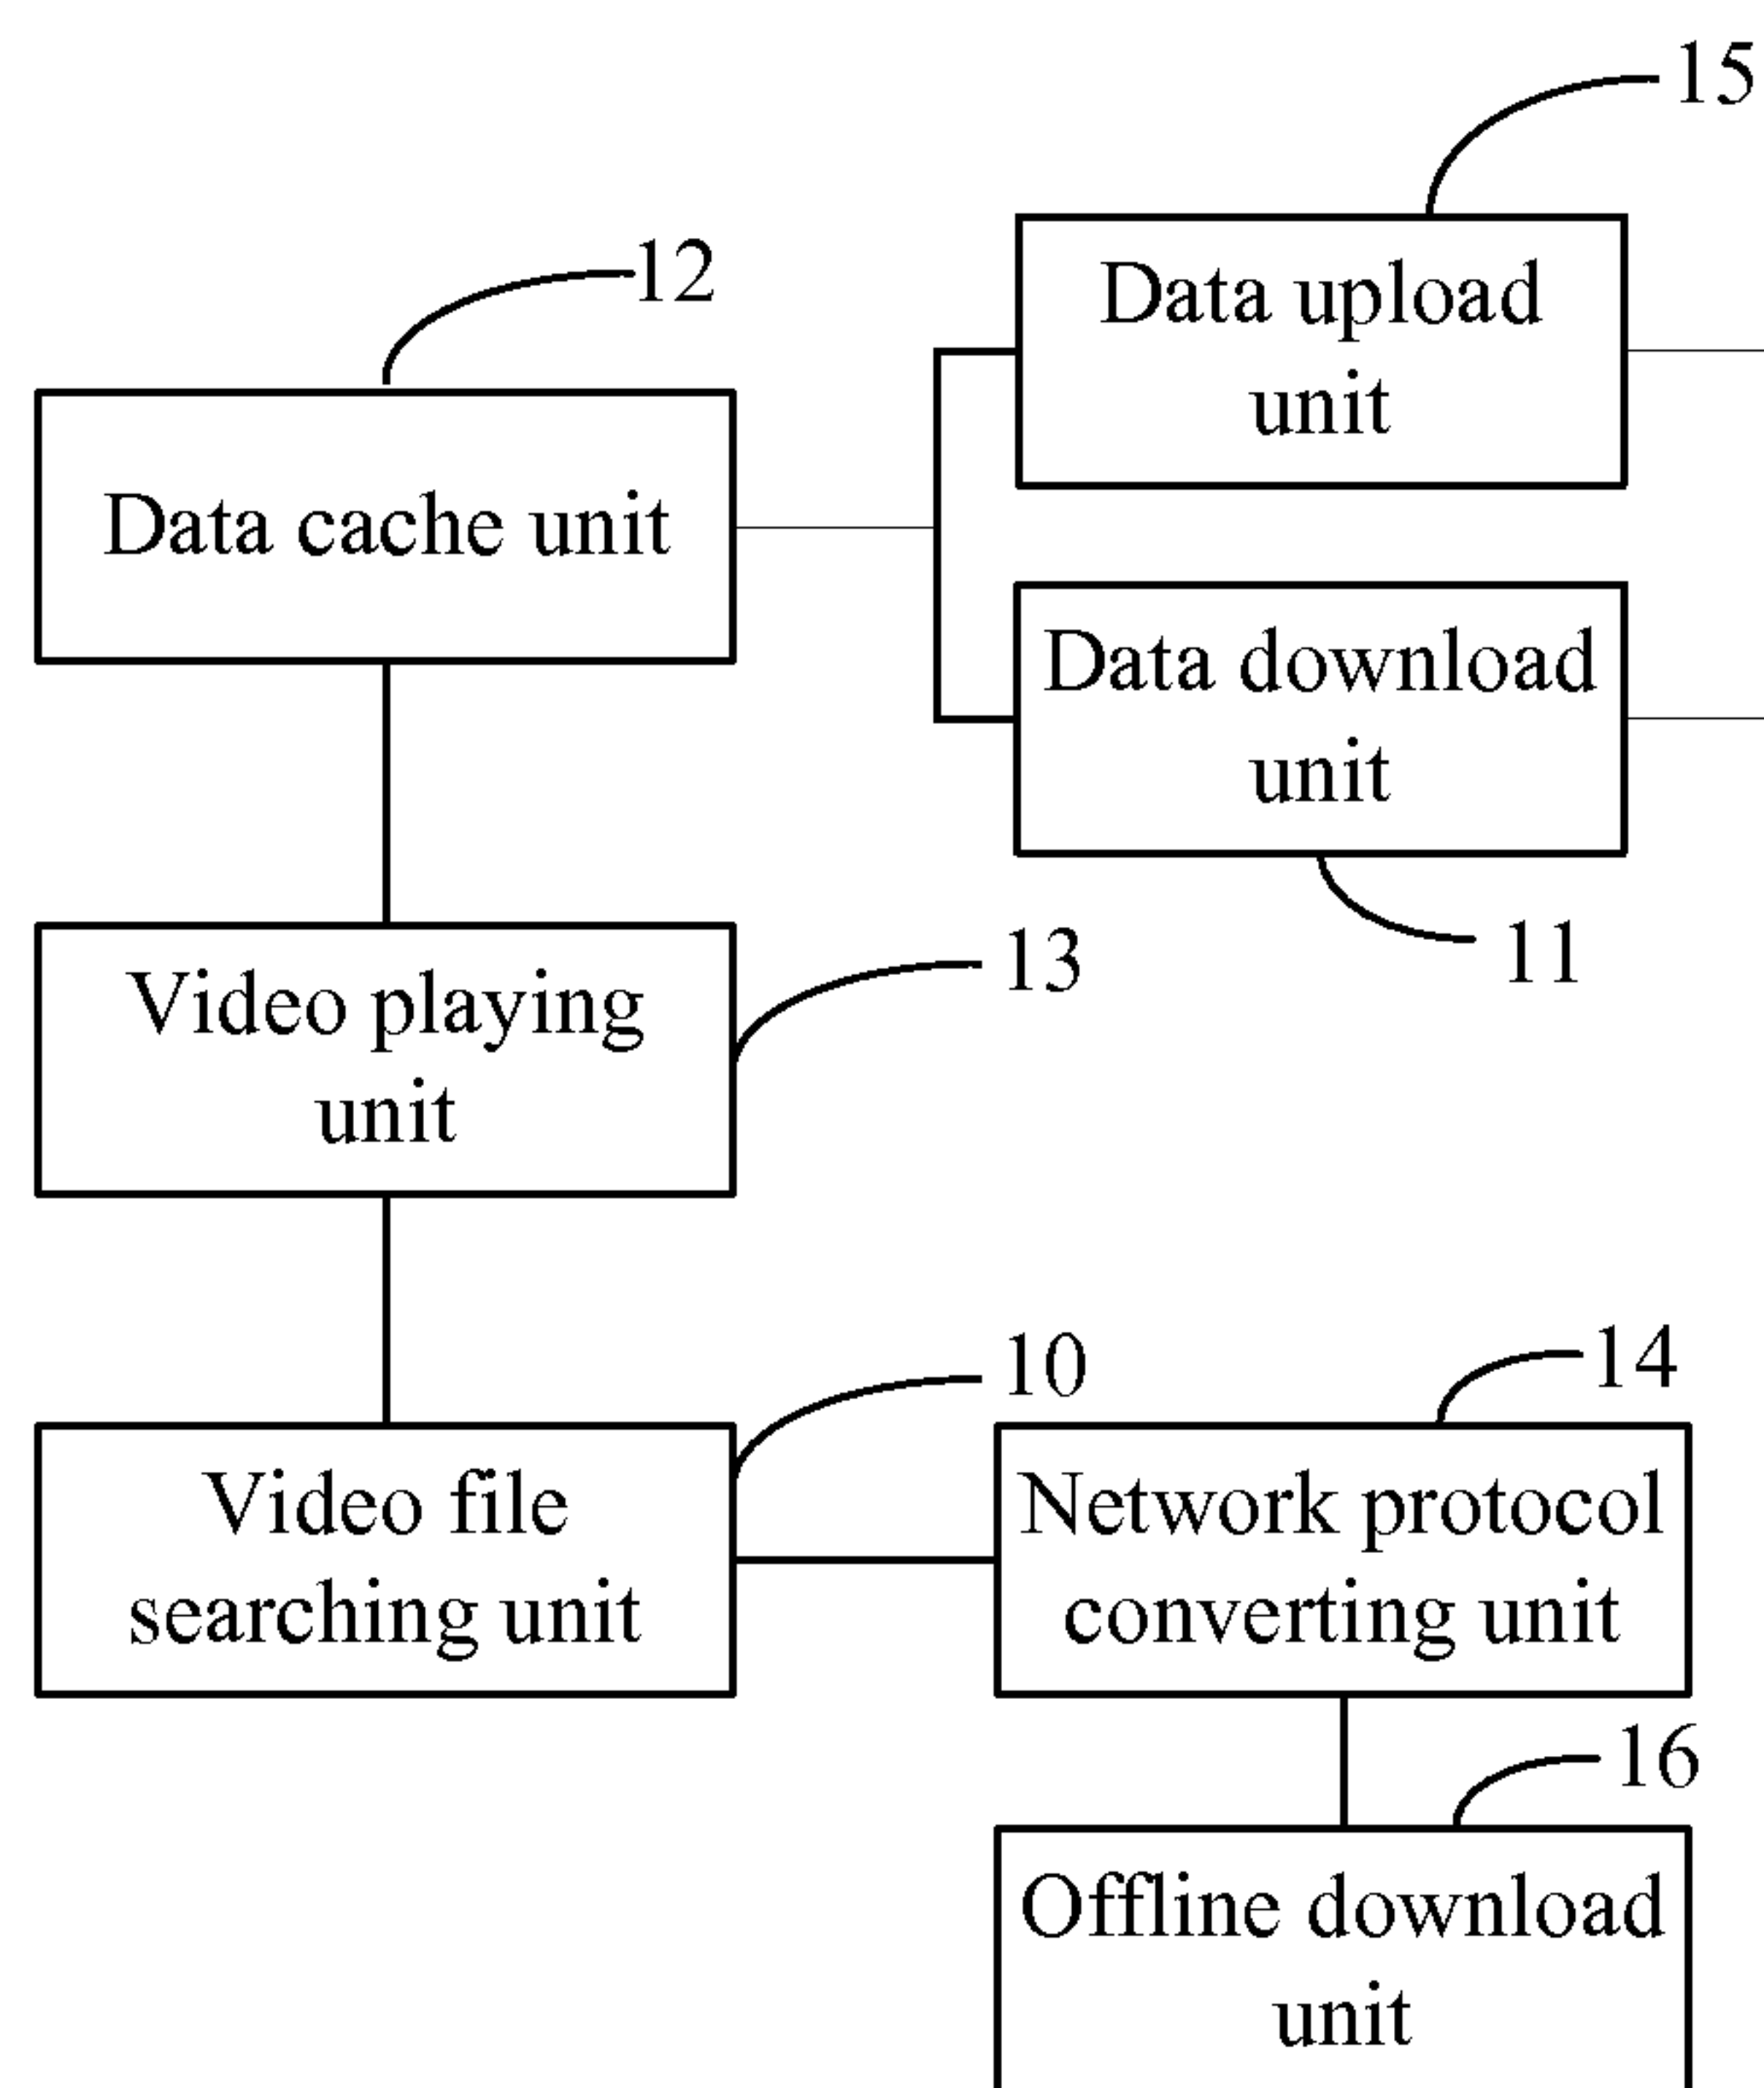 15
12
Data upload
unit
Data cache unit
Data download
unit
11
13
Video playing
unit
10
14
Video file
searching unit
Network protocol
converting unit
16
Offline download
unit